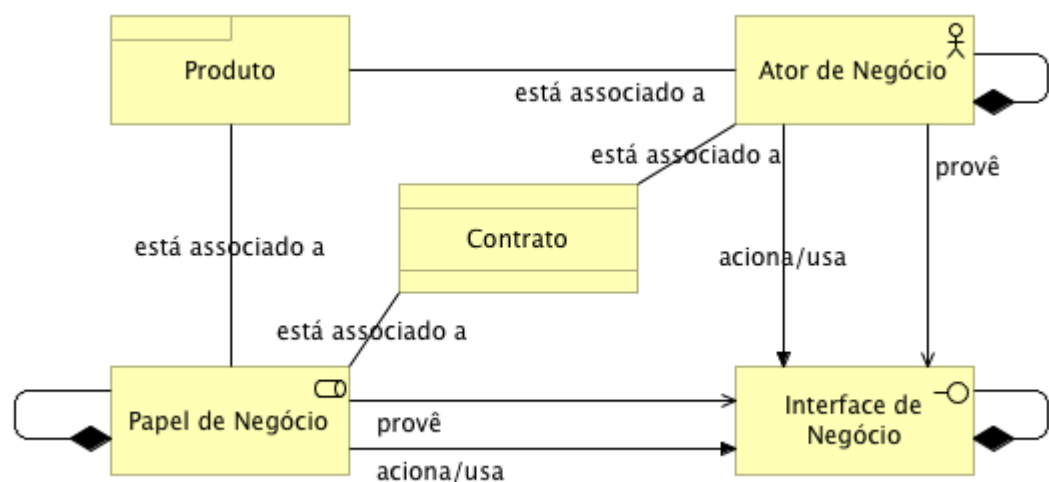 Produto
Ator de Negócio
está associado a
está associado a
provê
Contrato
está associado a
aciona/usa
está associado a
Papel de Negócio
provê
aciona/usa
Interface de
Negócio